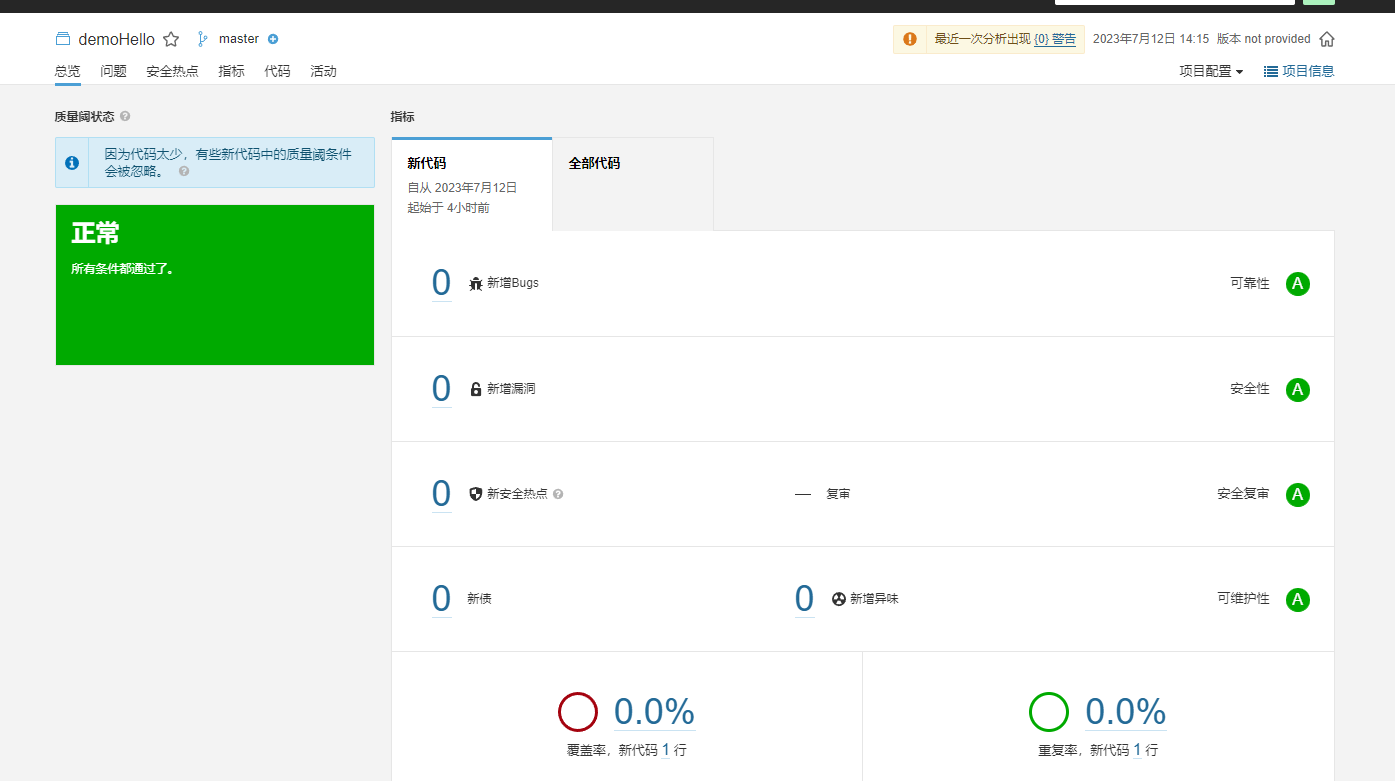 demoHello master
最近一次分析出现 {0} 警告 2023年7月12日 14:15 版本 not provided
总览 问题 安全热点 指标 代码 活动
项目配置 项目信息
质量阈状态 ?
指标
因为代码太少，有些新代码中的质量阈条件
会被忽略。 ?
正常
所有条件都通过了。
新代码
自从 2023年7月12日
起始于 4小时前
全部代码
0 新增Bugs 可靠性 A
0 新增漏洞 安全性 A
0 新安全热点 ? — 复审 安全复审 A
0 新债 0 新增异味 可维护性 A
0.0%
覆盖率，新代码 1 行
0.0%
重复率，新代码 1 行